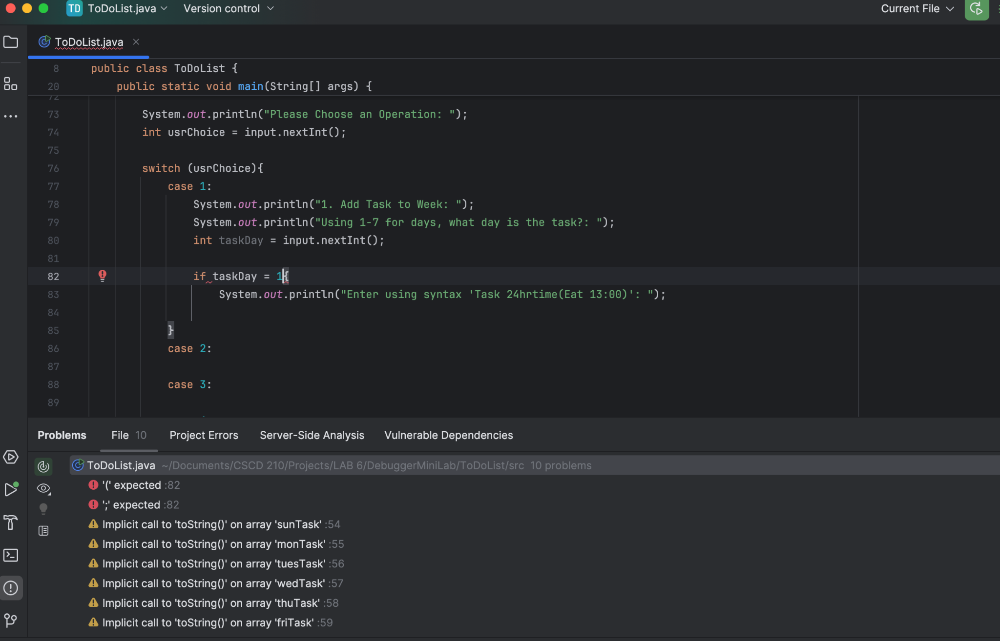 TD ToDoList.java Version control Current File
ToDoList.java
8 public class ToDoList {
20 public static void main(String[] args) {
72
73 System.out.println("Please Choose an Operation: ");
74 int usrChoice = input.nextInt();
75
76 switch (usrChoice){
77 case 1:
78 System.out.println("1. Add Task to Week: ");
79 System.out.println("Using 1-7 for days, what day is the task?: ");
80 int taskDay = input.nextInt();
81
82 if taskDay = 1{
83 System.out.println("Enter using syntax 'Task 24hrtime(Eat 13:00)': ");
84
85 }
86 case 2:
87
88 case 3:
89
Problems File 10 Project Errors Server-Side Analysis Vulnerable Dependencies
ToDoList.java ~/Documents/CSCD 210/Projects/LAB 6/DebuggerMiniLab/ToDoList/src 10 problems
'(' expected :82
';' expected :82
Implicit call to 'toString()' on array 'sunTask' :54
Implicit call to 'toString()' on array 'monTask' :55
Implicit call to 'toString()' on array 'tuesTask' :56
Implicit call to 'toString()' on array 'wedTask' :57
Implicit call to 'toString()' on array 'thuTask' :58
Implicit call to 'toString()' on array 'friTask' :59